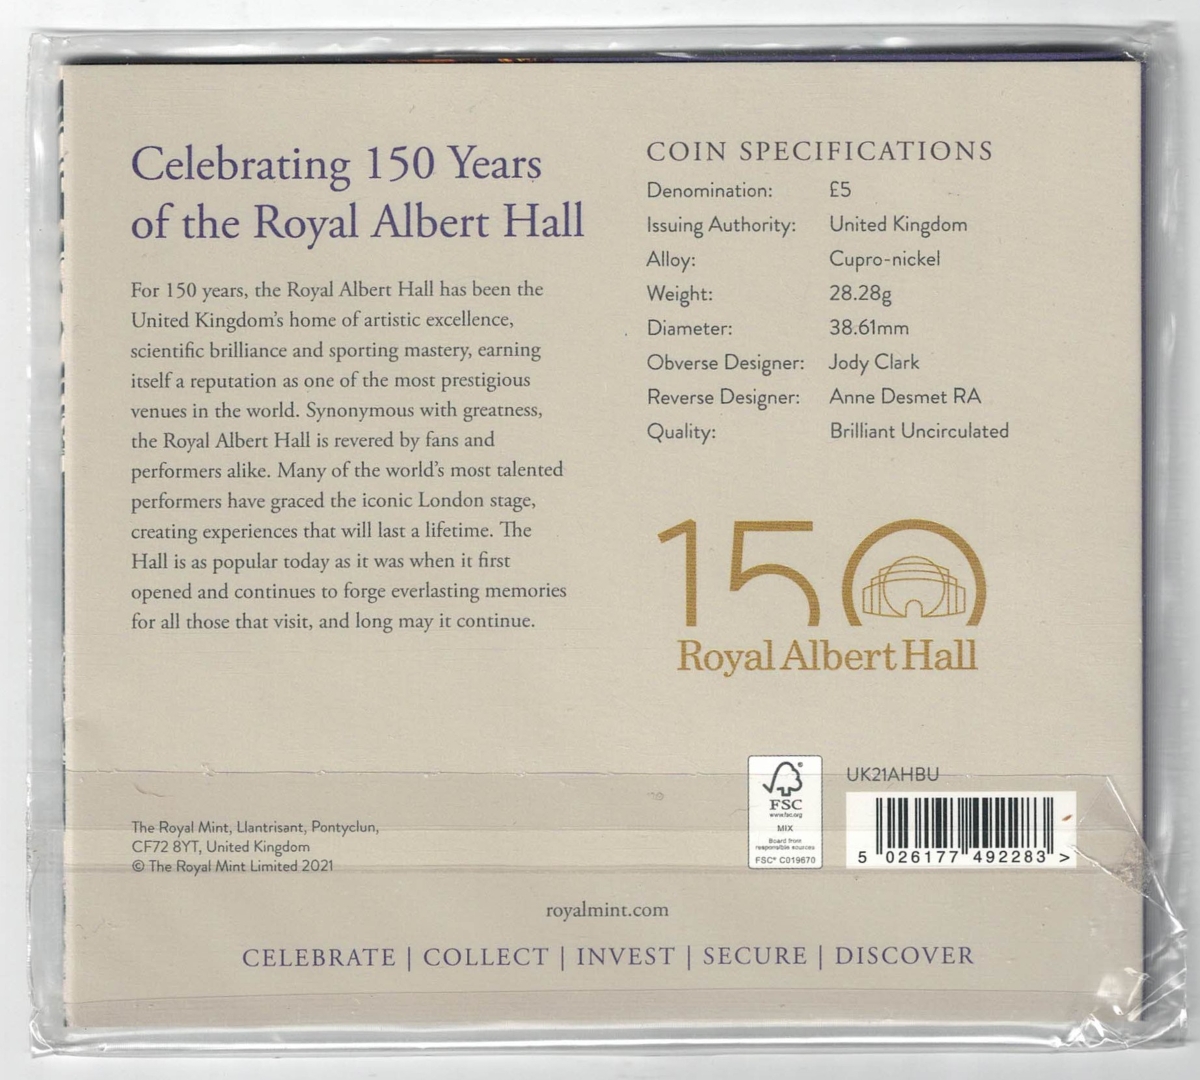 Celebrating 150 Years
of the Royal Albert Hall
For 150 years, the Royal Albert Hall has been the
United Kingdom's home of artistic excellence,
scientific brilliance and sporting mastery, earning
itself a reputation as one of the most prestigious
venues in the world. Synonymous with greatness,
the Royal Albert Hall is revered by fans and
performers alike. Many of the world's most talented
performers have graced the iconic London stage,
creating experiences that will last a lifetime. The
Hall is as popular today as it was when it first
opened and continues to forge everlasting memories
for all those that visit, and long may it continue.
COIN SPECIFICATIONS
Denomination: £5
Issuing Authority: United Kingdom
Alloy: Cupro-nickel
Weight: 28.28g
Diameter: 38.61mm
Obverse Designer: Jody Clark
Reverse Designer: Anne Desmet RA
Quality: Brilliant Uncirculated
150
Royal Albert Hall
The Royal Mint, Llantrisant, Pontyclun,
CF72 8YT, United Kingdom
© The Royal Mint Limited 2021
FSC
www.fsc.org
MIX
Board from
responsible sources
FSC® C019670
UK21AHBU
5 026177 492283 >
royalmint.com
CELEBRATE | COLLECT | INVEST | SECURE | DISCOVER